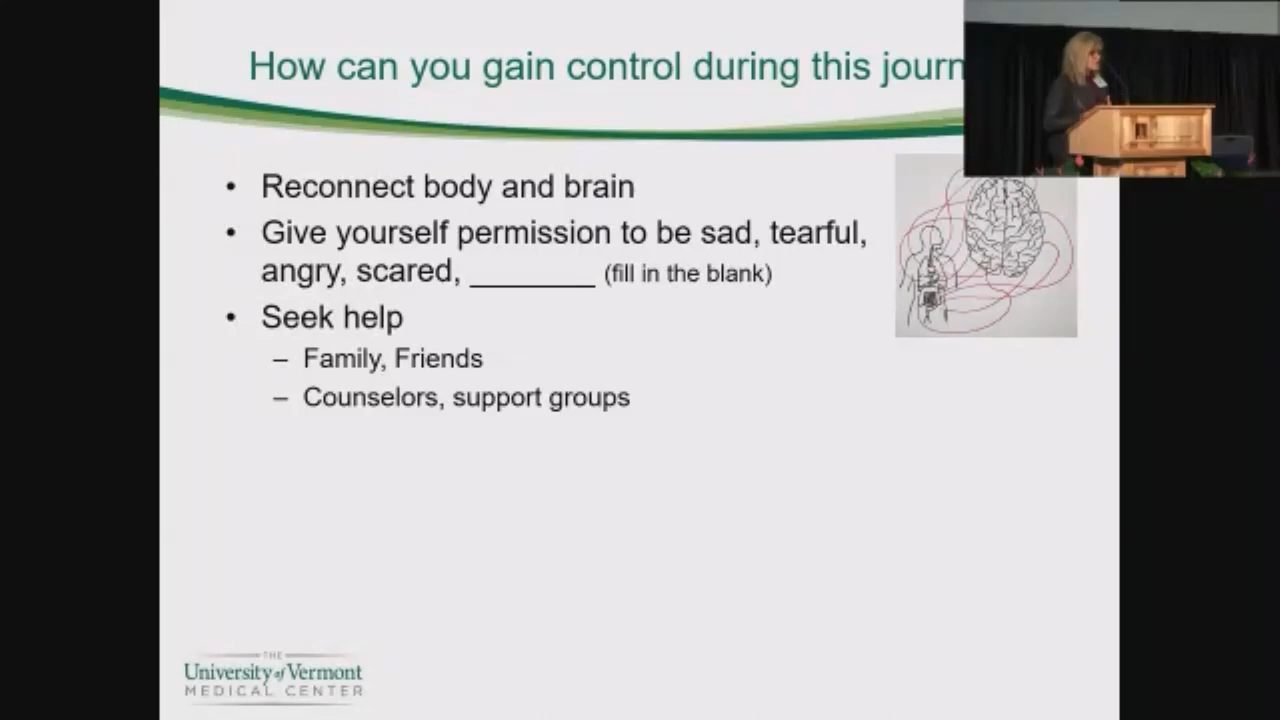 How can you gain control during this journ
• Reconnect body and brain
• Give yourself permission to be sad, tearful,
angry, scared, _________ (fill in the blank)
• Seek help
– Family, Friends
– Counselors, support groups
THE
University of Vermont
MEDICAL CENTER